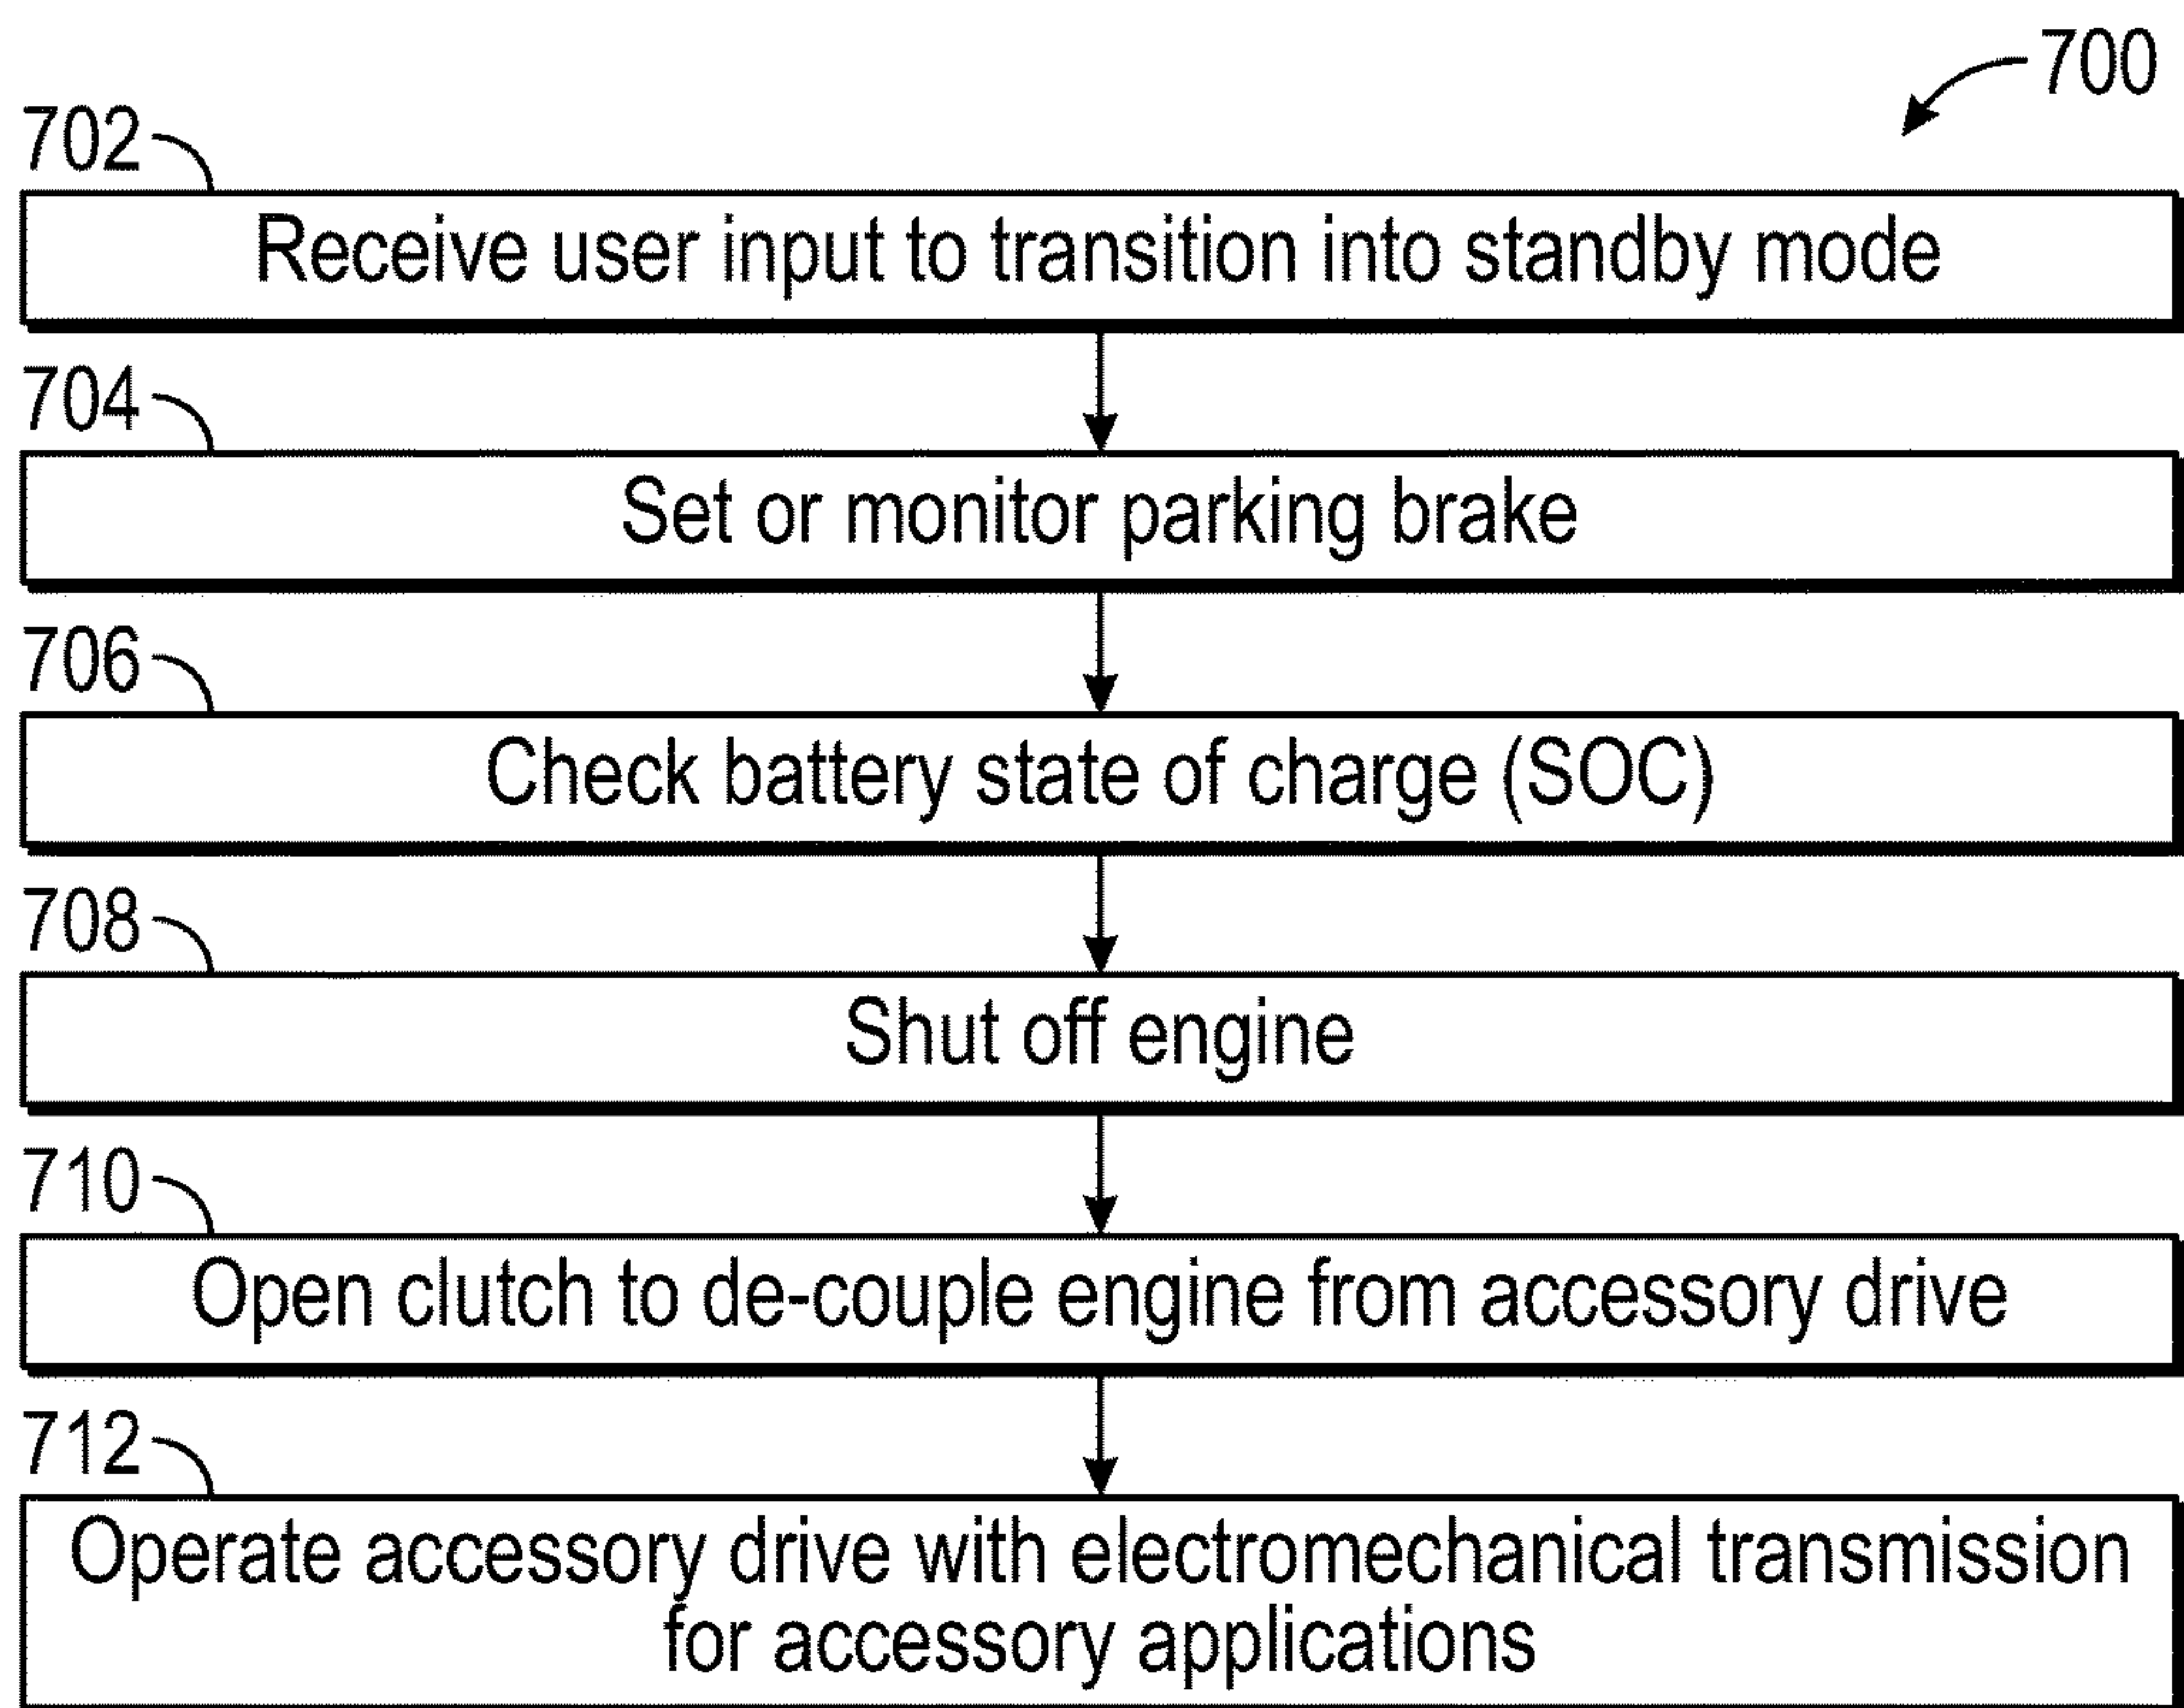 700
702
Receive user input to transition into standby mode
704
Set or monitor parking brake
706
Check battery state of charge (SOC)
708
Shut off engine
710
Open clutch to de-couple engine from accessory drive
712
Operate accessory drive with electromechanical transmission
for accessory applications